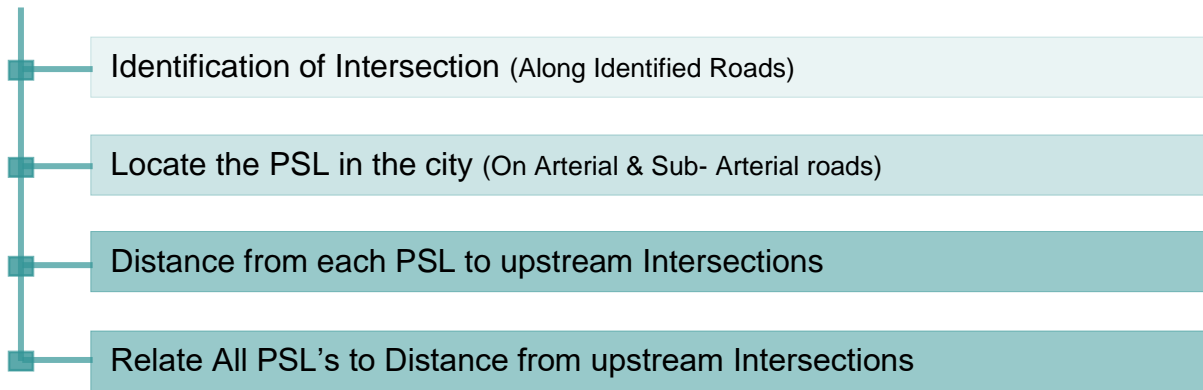 Identification of Intersection (Along Identified Roads)
Locate the PSL in the city (On Arterial & Sub- Arterial roads)
Distance from each PSL to upstream Intersections
Relate All PSL's to Distance from upstream Intersections